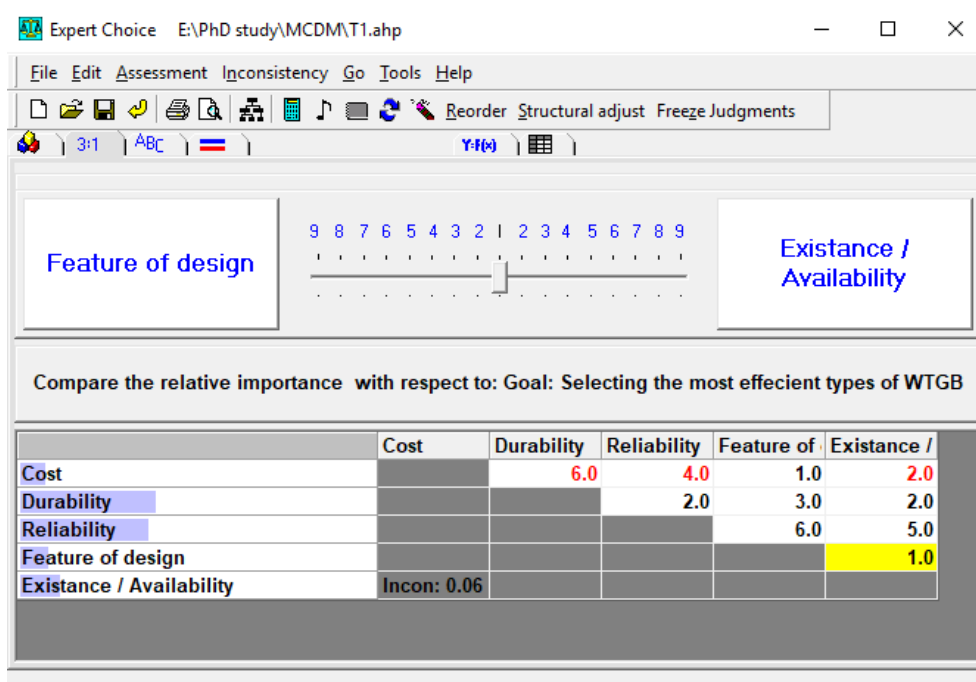 Expert Choice E:\PhD study\MCDM\T1.ahp
File Edit Assessment Inconsistency Go Tools Help
Reorder Structural adjust Freeze Judgments
3:1 ABC Y=F(x)
9 8 7 6 5 4 3 2 | 2 3 4 5 6 7 8 9
Feature of design
Existance /
Availability
Compare the relative importance with respect to: Goal: Selecting the most effecient types of WTGB
Cost Durability Reliability Feature of Existance /
Cost 6.0 4.0 1.0 2.0
Durability 2.0 3.0 2.0
Reliability 6.0 5.0
Feature of design 1.0
Existance / Availability Incon: 0.06